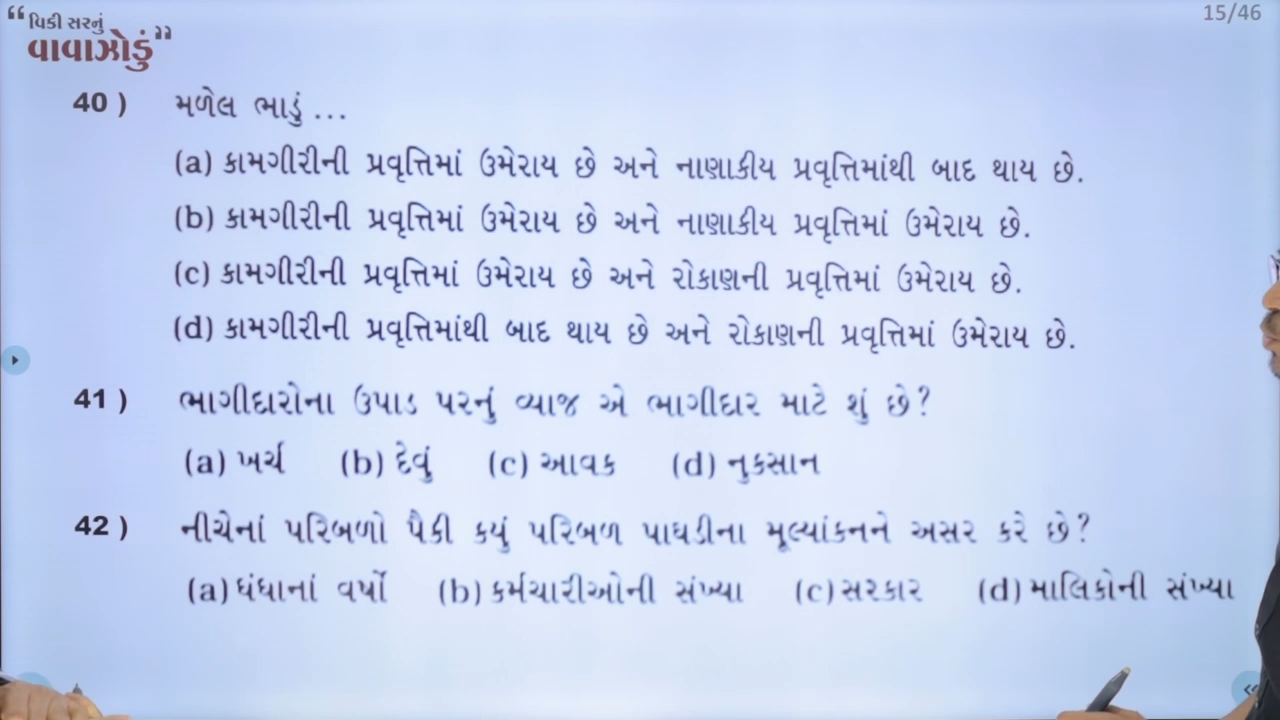 “વિકી સરનું
વાવાઝોડું”
15/46
40 ) મળેલ ભાડું ...
(a) કામગીરીની પ્રવૃત્તિમાં ઉમેરાય છે અને નાણાકીય પ્રવૃત્તિમાંથી બાદ થાય છે.
(b) કામગીરીની પ્રવૃત્તિમાં ઉમેરાય છે અને નાણાકીય પ્રવૃત્તિમાં ઉમેરાય છે.
(c) કામગીરીની પ્રવૃત્તિમાં ઉમેરાય છે અને રોકાણની પ્રવૃત્તિમાં ઉમેરાય છે.
(d) કામગીરીની પ્રવૃત્તિમાંથી બાદ થાય છે અને રોકાણની પ્રવૃત્તિમાં ઉમેરાય છે.
41 ) ભાગીદારોના ઉપાડ પરનું વ્યાજ એ ભાગીદાર માટે શું છે?
(a) ખર્ચ (b) દેવું (c) આવક (d) નુકસાન
42 ) નીચેનાં પરિબળો પૈકી કયું પરિબળ પાઘડીના મૂલ્યાંકનને અસર કરે છે?
(a) ધંધાનાં વર્ષો (b) કર્મચારીઓની સંખ્યા (c) સરકાર (d) માલિકોની સંખ્યા